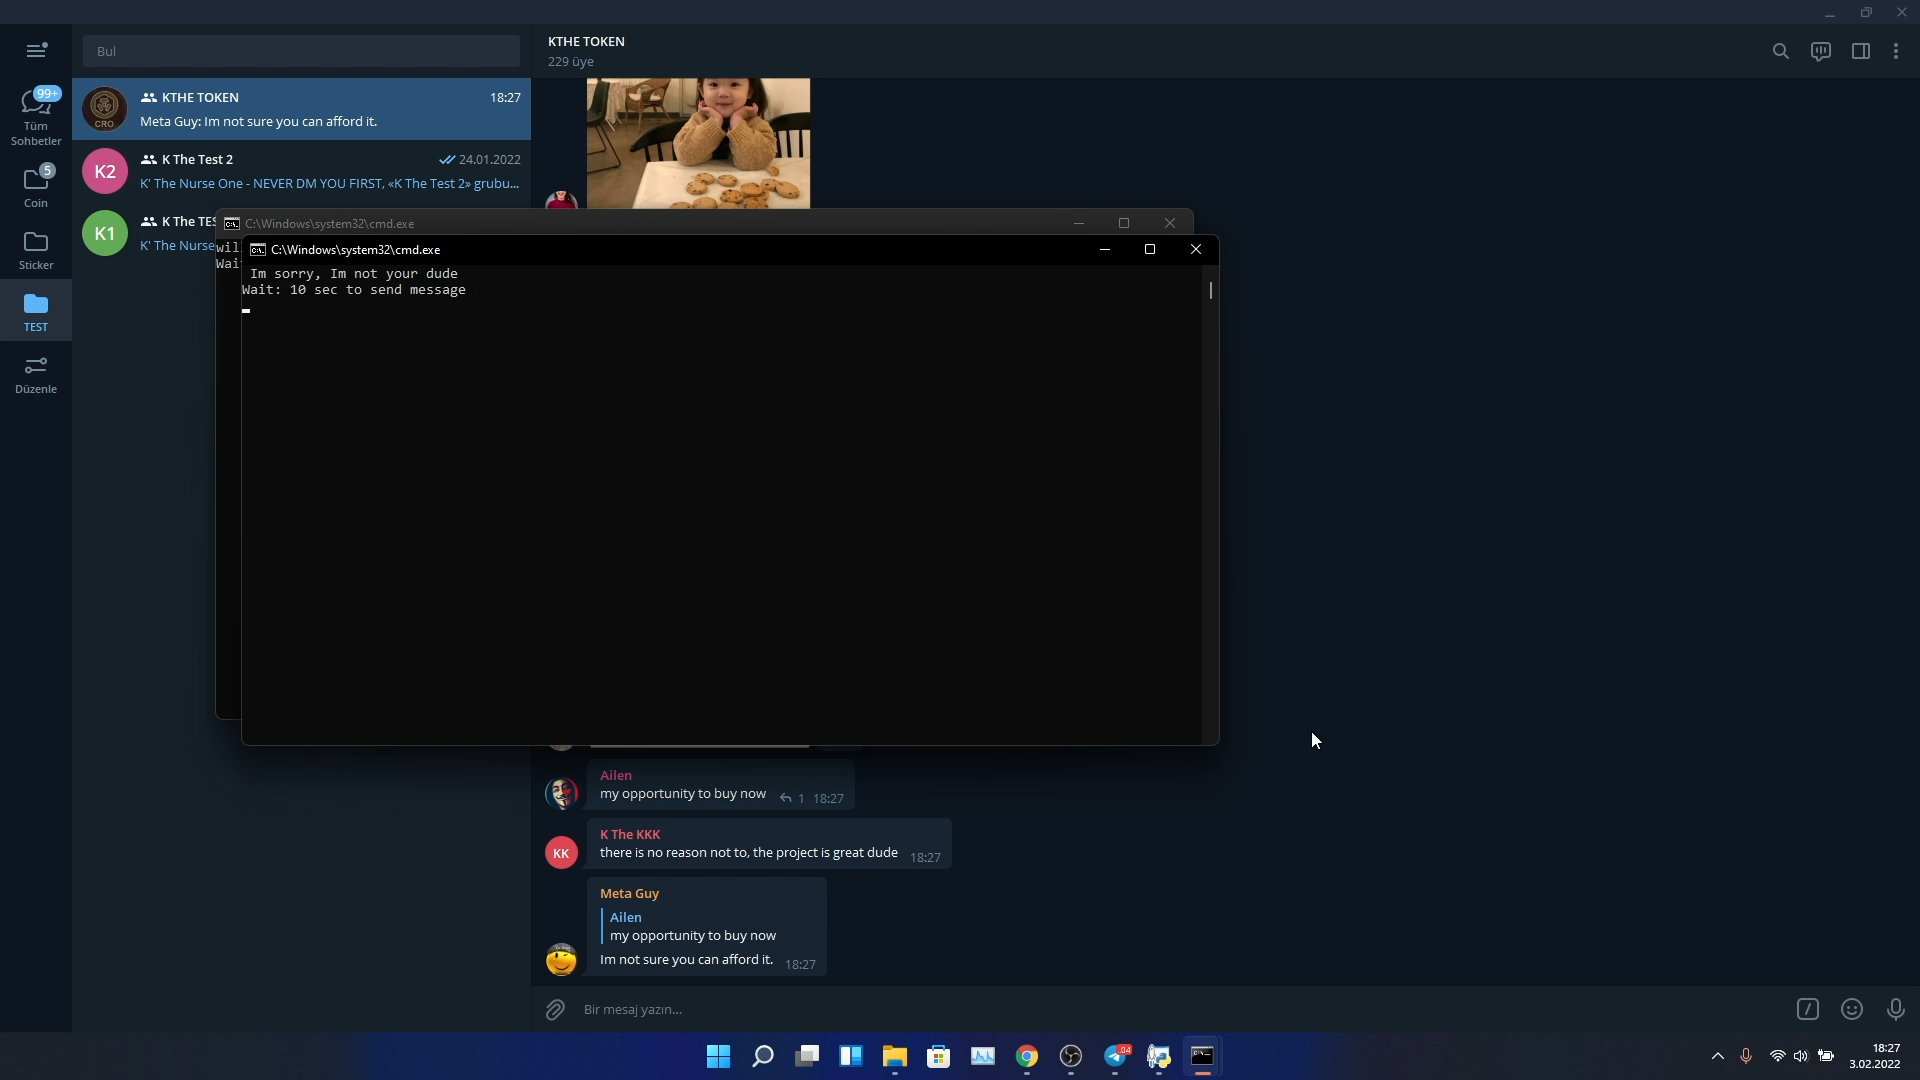 Bul
KTHE TOKEN
229 üye
99+
Tüm
Sohbetler
5
Coin
Sticker
TEST
Düzenle
CRO
KTHE TOKEN
18:27
Meta Guy: Im not sure you can afford it.
K2
K The Test 2
24.01.2022
K' The Nurse One - NEVER DM YOU FIRST, «K The Test 2» grubu...
K1
K The TES
K' The Nurse
C:\Windows\system32\cmd.exe
wil
Wai
C:\Windows\system32\cmd.exe
Im sorry, Im not your dude
Wait: 10 sec to send message
Ailen
my opportunity to buy now
1 18:27
KK
K The KKK
there is no reason not to, the project is great dude
18:27
Meta Guy
Ailen
my opportunity to buy now
Im not sure you can afford it.
18:27
Bir mesaj yazın...
18:27
3.02.2022